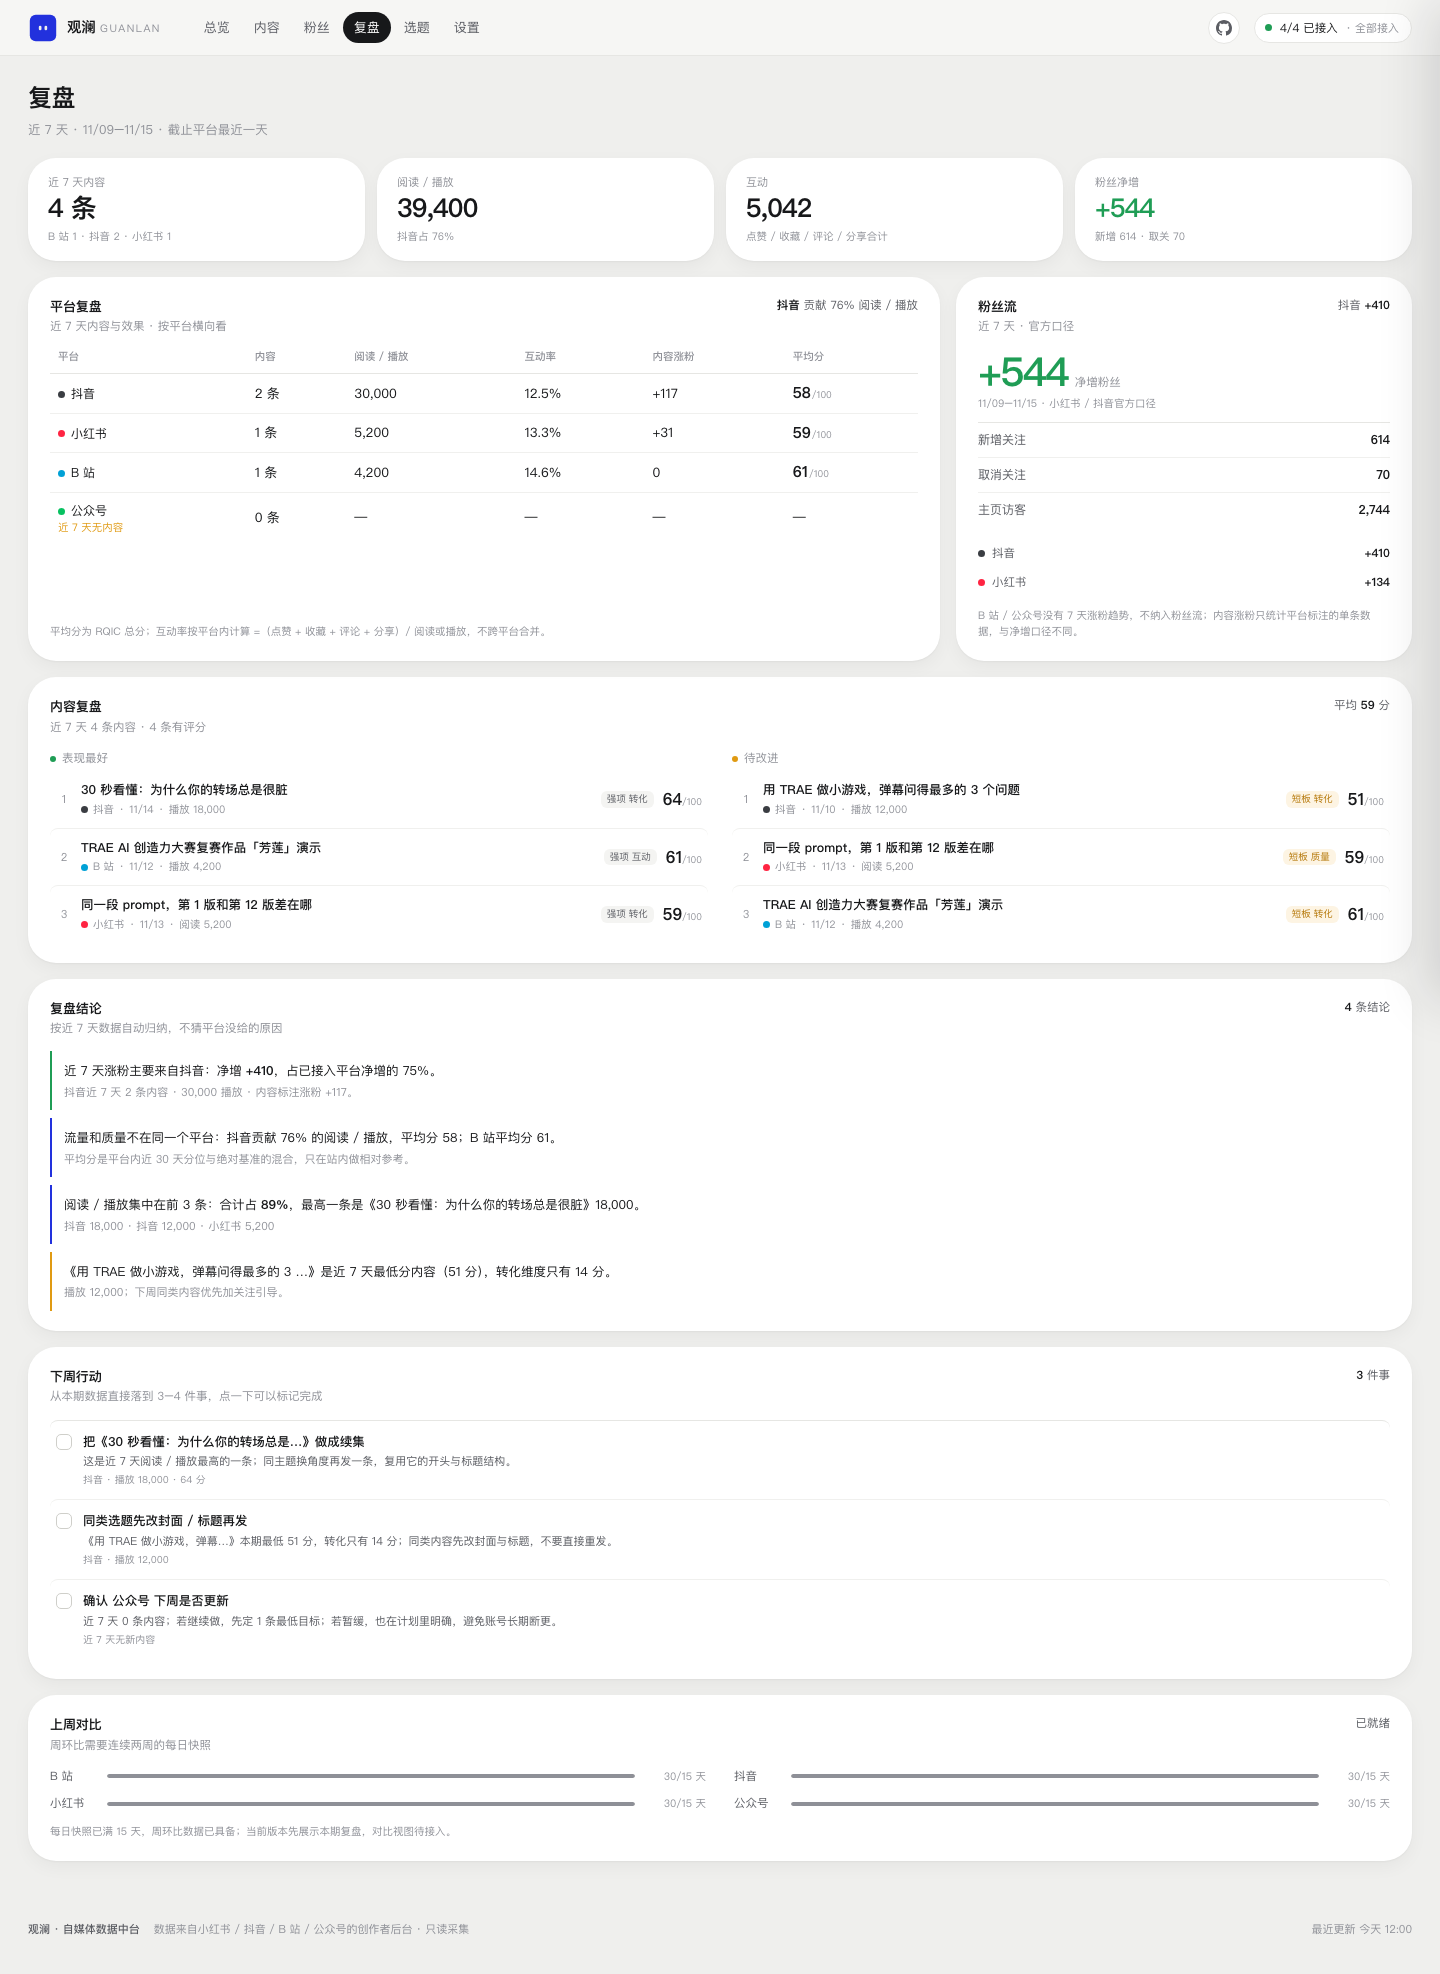 观澜 GUANLAN 总览 内容 粉丝 复盘 选题 设置 4/4 已接入 · 全部接入
复盘
近 7 天 · 11/09—11/15 · 截止平台最近一天
近 7 天内容
4 条
B 站 1 · 抖音 2 · 小红书 1
阅读 / 播放
39,400
抖音占 76%
互动
5,042
点赞 / 收藏 / 评论 / 分享合计
粉丝净增
+544
新增 614 · 取关 70
平台复盘 抖音 贡献 76% 阅读 / 播放
近 7 天内容与效果 · 按平台横向看
平台 内容 阅读 / 播放 互动率 内容涨粉 平均分
抖音 2 条 30,000 12.5% +117 58/100
小红书 1 条 5,200 13.3% +31 59/100
B 站 1 条 4,200 14.6% 0 61/100
公众号 0 条 — — — —
近 7 天无内容
平均分为 RQIC 总分；互动率按平台内计算 =（点赞 + 收藏 + 评论 + 分享）/ 阅读或播放，不跨平台合并。
粉丝流 抖音 +410
近 7 天 · 官方口径
+544 净增粉丝
11/09—11/15 · 小红书 / 抖音官方口径
新增关注 614
取消关注 70
主页访客 2,744
抖音 +410
小红书 +134
B 站 / 公众号没有 7 天涨粉趋势，不纳入粉丝流；内容涨粉只统计平台标注的单条数
据，与净增口径不同。
内容复盘 平均 59 分
近 7 天 4 条内容 · 4 条有评分
表现最好
1 30 秒看懂：为什么你的转场总是很脏 强项 转化 64/100
抖音 · 11/14 · 播放 18,000
2 TRAE AI 创造力大赛复赛作品「芳莲」演示 强项 互动 61/100
B 站 · 11/12 · 播放 4,200
3 同一段 prompt，第 1 版和第 12 版差在哪 强项 转化 59/100
小红书 · 11/13 · 阅读 5,200
待改进
1 用 TRAE 做小游戏，弹幕问得最多的 3 个问题 短板 转化 51/100
抖音 · 11/10 · 播放 12,000
2 同一段 prompt，第 1 版和第 12 版差在哪 短板 质量 59/100
小红书 · 11/13 · 阅读 5,200
3 TRAE AI 创造力大赛复赛作品「芳莲」演示 短板 转化 61/100
B 站 · 11/12 · 播放 4,200
复盘结论 4 条结论
按近 7 天数据自动归纳，不猜平台没给的原因
近 7 天涨粉主要来自抖音：净增 +410，占已接入平台净增的 75%。
抖音近 7 天 2 条内容 · 30,000 播放 · 内容标注涨粉 +117。
流量和质量不在同一个平台：抖音贡献 76% 的阅读 / 播放，平均分 58；B 站平均分 61。
平均分是平台内近 30 天分位与绝对基准的混合，只在站内做相对参考。
阅读 / 播放集中在前 3 条：合计占 89%，最高一条是《30 秒看懂：为什么你的转场总是很脏》18,000。
抖音 18,000 · 抖音 12,000 · 小红书 5,200
《用 TRAE 做小游戏，弹幕问得最多的 3 …》是近 7 天最低分内容（51 分），转化维度只有 14 分。
播放 12,000；下周同类内容优先加关注引导。
下周行动 3 件事
从本期数据直接落到 3—4 件事，点一下可以标记完成
把《30 秒看懂：为什么你的转场总是…》做成续集
这是近 7 天阅读 / 播放最高的一条；同主题换角度再发一条，复用它的开头与标题结构。
抖音 · 播放 18,000 · 64 分
同类选题先改封面 / 标题再发
《用 TRAE 做小游戏，弹幕…》本期最低 51 分，转化只有 14 分；同类内容先改封面与标题，不要直接重发。
抖音 · 播放 12,000
确认 公众号 下周是否更新
近 7 天 0 条内容；若继续做，先定 1 条最低目标；若暂缓，也在计划里明确，避免账号长期断更。
近 7 天无新内容
上周对比 已就绪
周环比需要连续两周的每日快照
B 站 30/15 天 抖音 30/15 天
小红书 30/15 天 公众号 30/15 天
每日快照已满 15 天，周环比数据已具备；当前版本先展示本期复盘，对比视图待接入。
观澜 · 自媒体数据中台 数据来自小红书 / 抖音 / B 站 / 公众号的创作者后台 · 只读采集 最近更新 今天 12:00